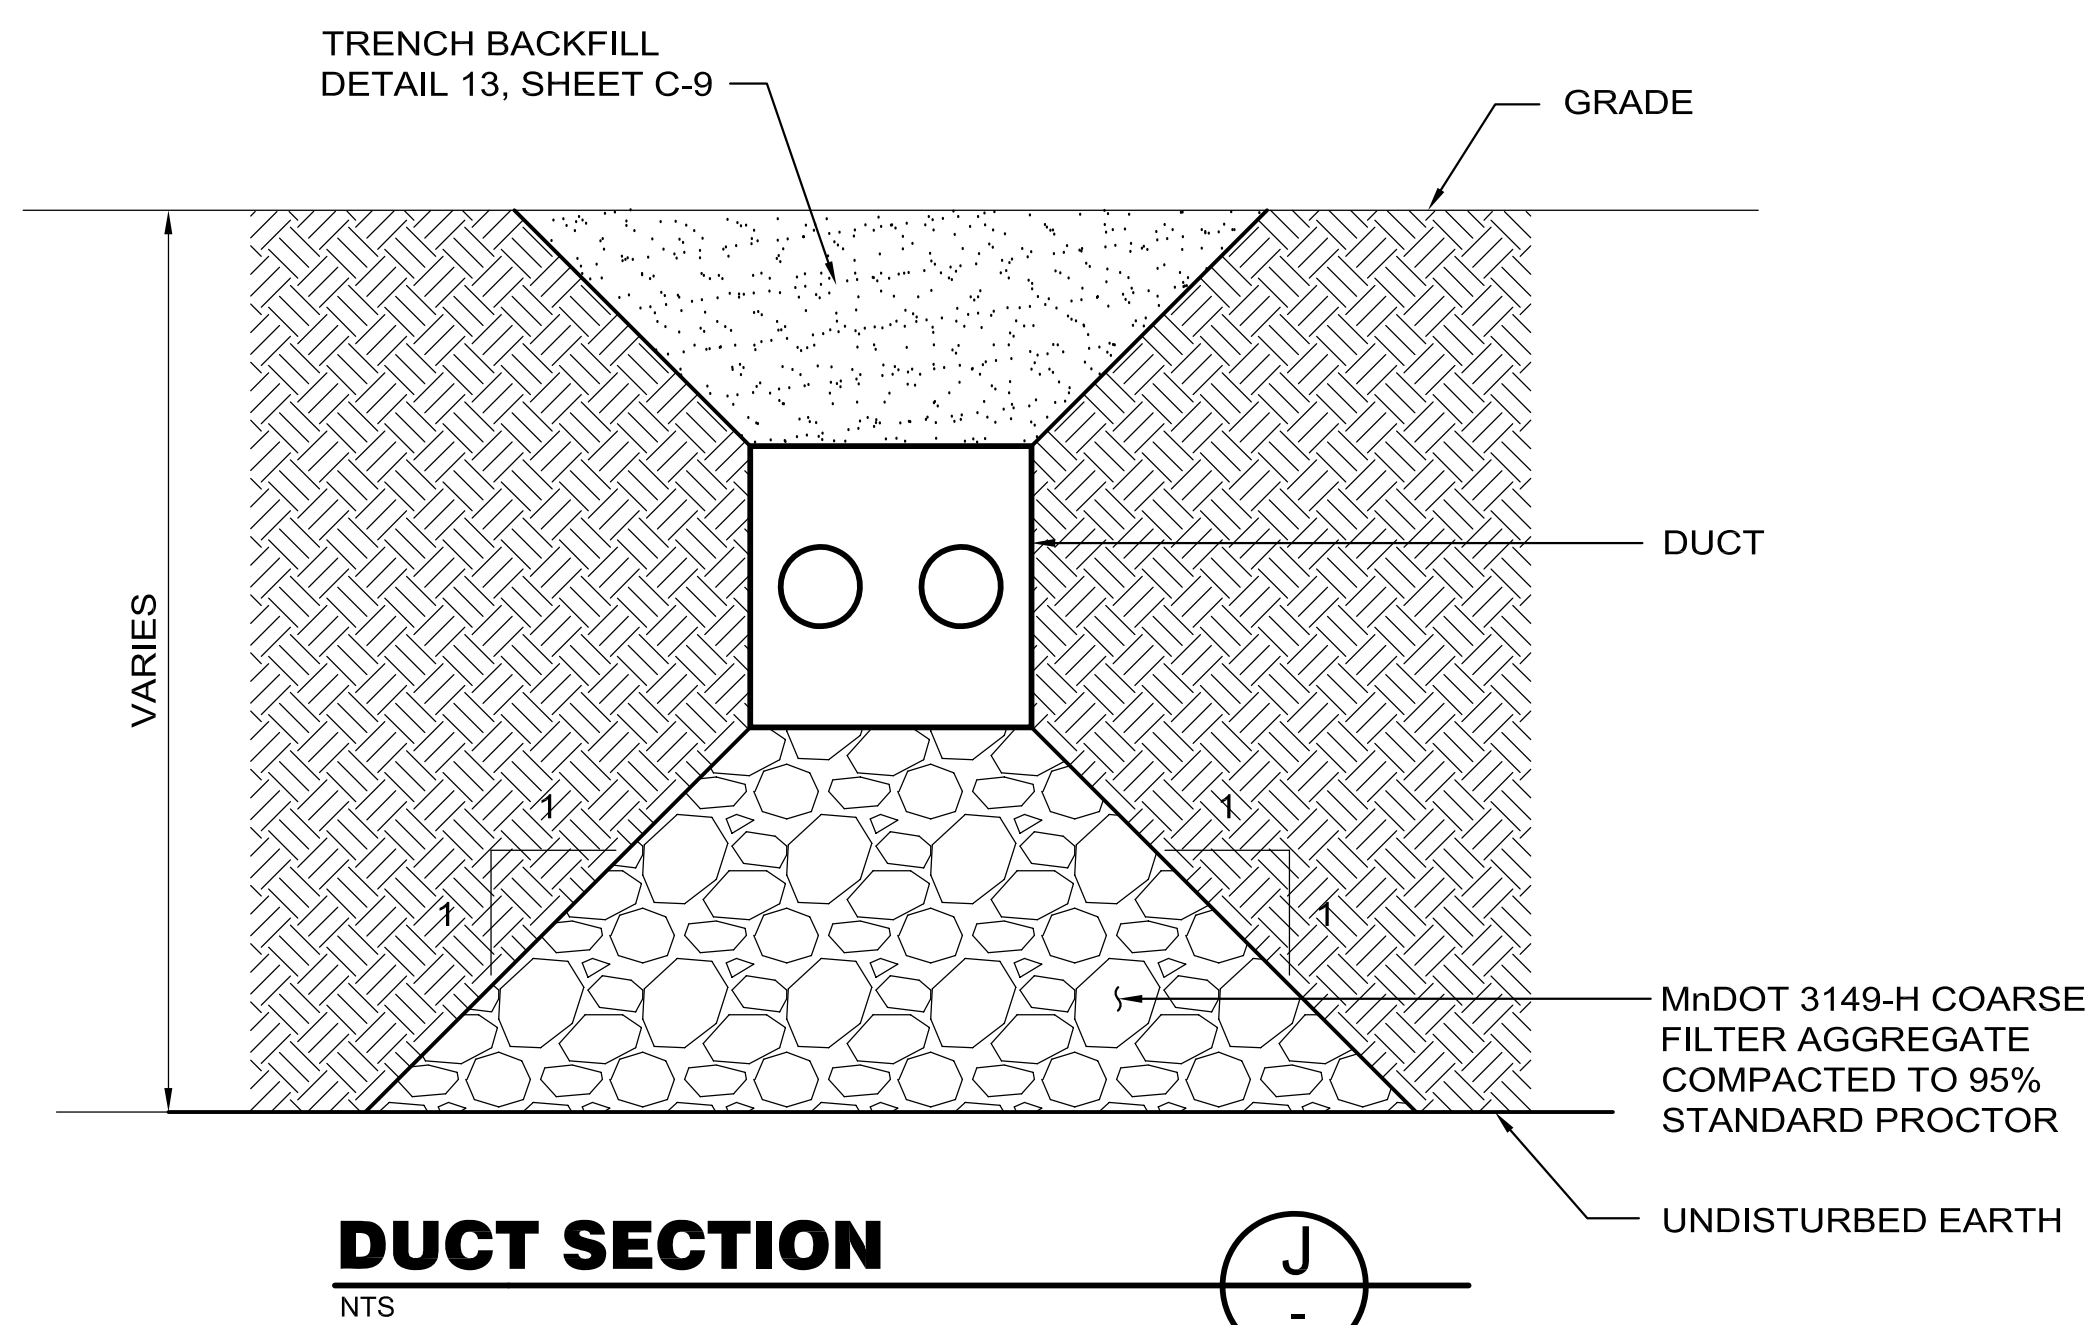 TRENCH BACKFILL
DETAIL 13, SHEET C-9
GRADE
DUCT
VARIES
1
1
1
1
MnDOT 3149-H COARSE
FILTER AGGREGATE
COMPACTED TO 95%
STANDARD PROCTOR
UNDISTURBED EARTH
DUCT SECTION
NTS
J
-